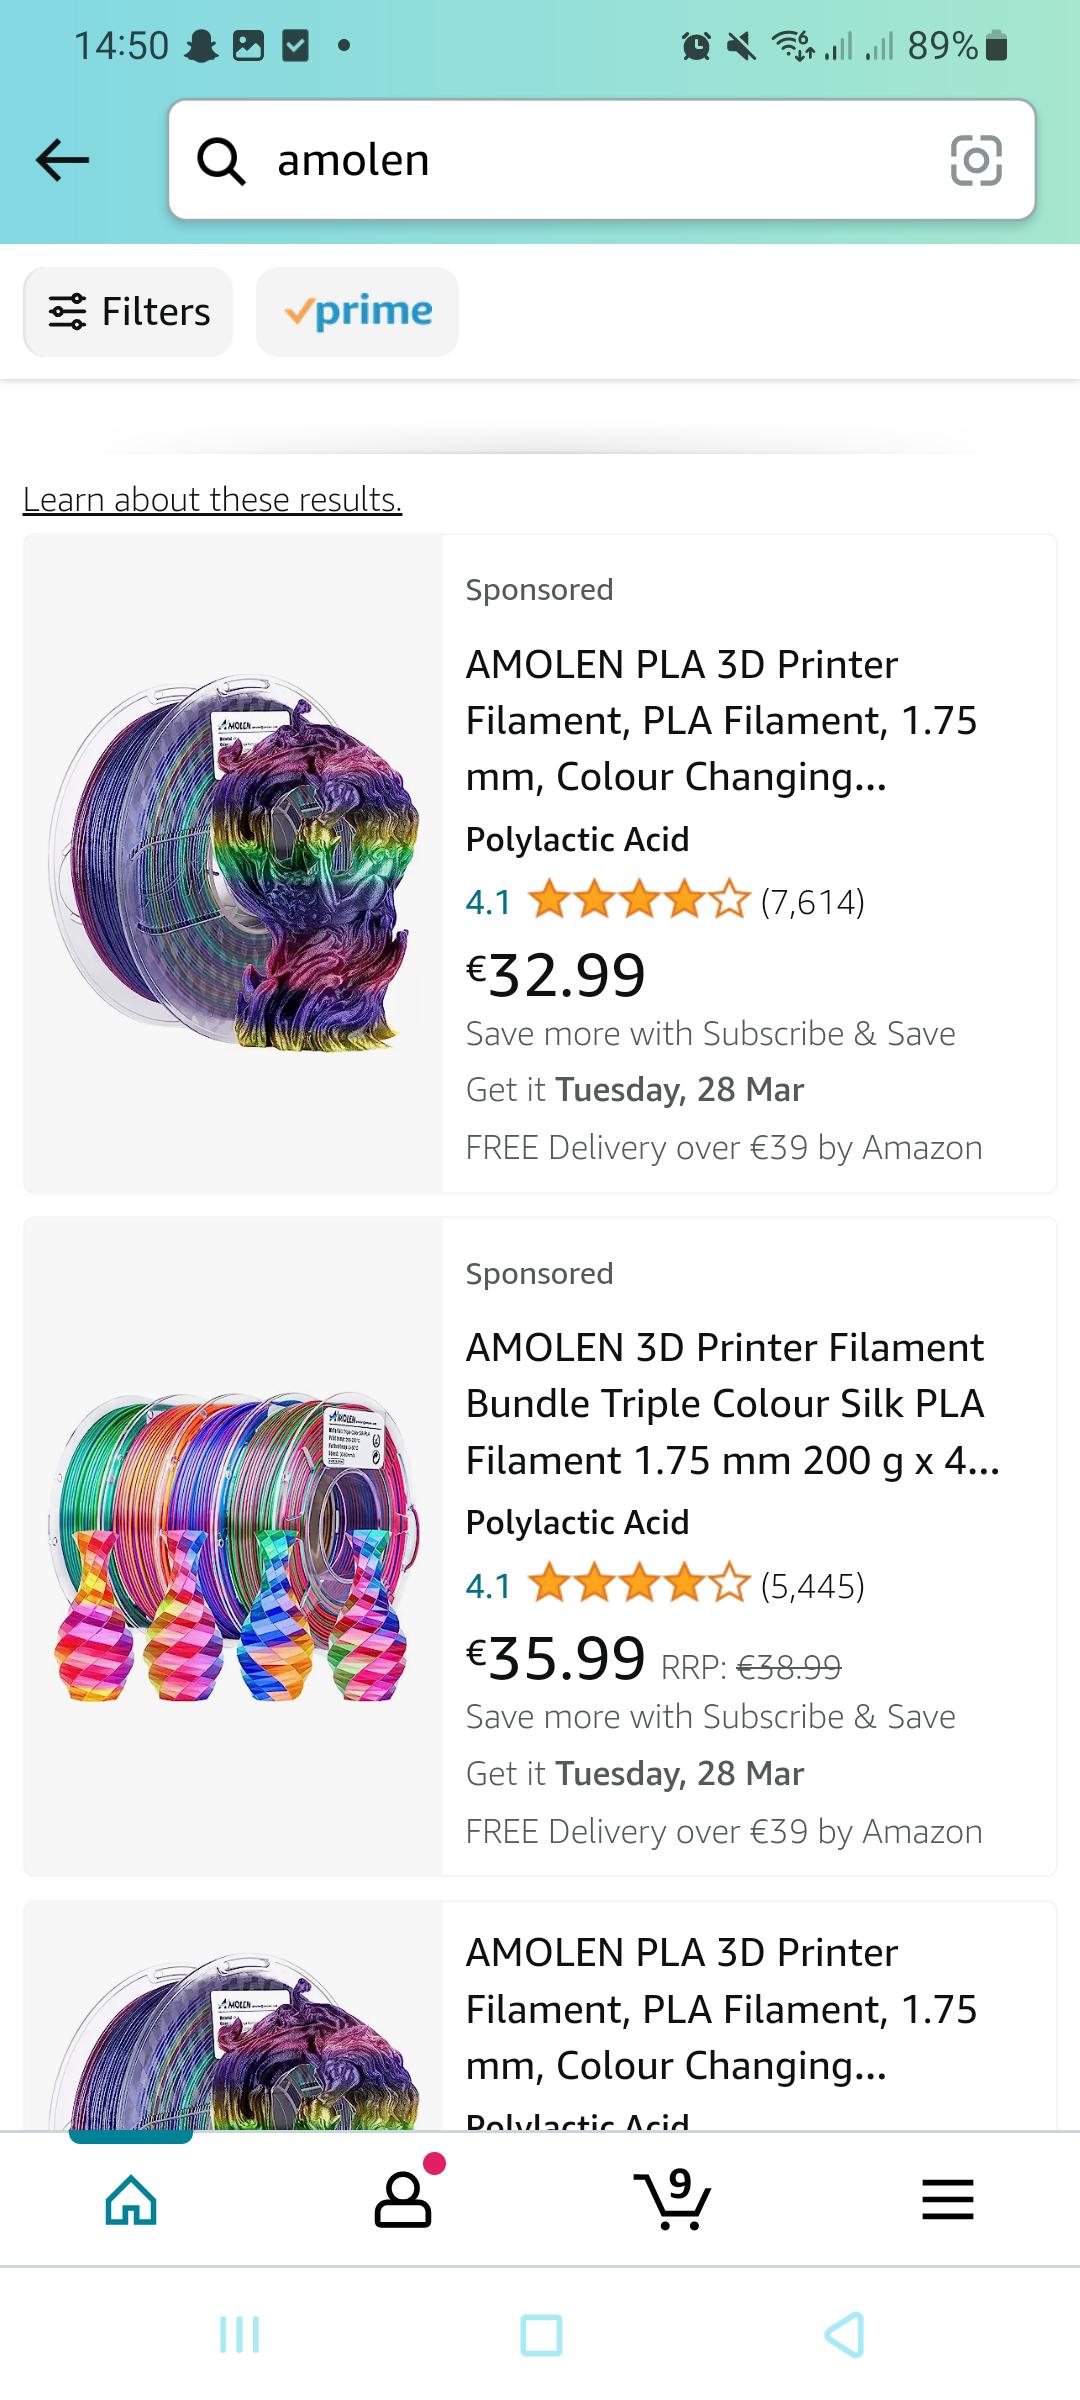 14:50
89%
amolen
Filters
prime
Learn about these results.
Sponsored
AMOLEN PLA 3D Printer
Filament, PLA Filament, 1.75
mm, Colour Changing...
Polylactic Acid
4.1 (7,614)
€32.99
Save more with Subscribe & Save
Get it Tuesday, 28 Mar
FREE Delivery over €39 by Amazon
AMOLEN
Sponsored
AMOLEN 3D Printer Filament
Bundle Triple Colour Silk PLA
Filament 1.75 mm 200 g x 4...
Polylactic Acid
4.1 (5,445)
€35.99 RRP: €38.99
Save more with Subscribe & Save
Get it Tuesday, 28 Mar
FREE Delivery over €39 by Amazon
AMOLEN
AMOLEN PLA 3D Printer
Filament, PLA Filament, 1.75
mm, Colour Changing...
Polylactic Acid
AMOLEN
9